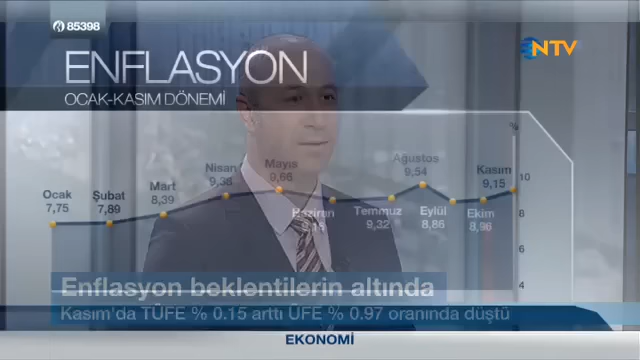 85398
NTV
ENFLASYON
OCAK-KASIM DÖNEMİ
%
Ocak
7,75
Şubat
7,89
Mart
8,39
Nisan
9,38
Mayıs
9,66
Haziran
Temmuz
9,32
Ağustos
9,54
Eylül
8,86
Ekim
8,96
Kasım
9,15
10
8
6
4
Enflasyon beklentilerin altında
Kasım'da TÜFE % 0.15 arttı ÜFE % 0.97 oranında düştü
EKONOMİ